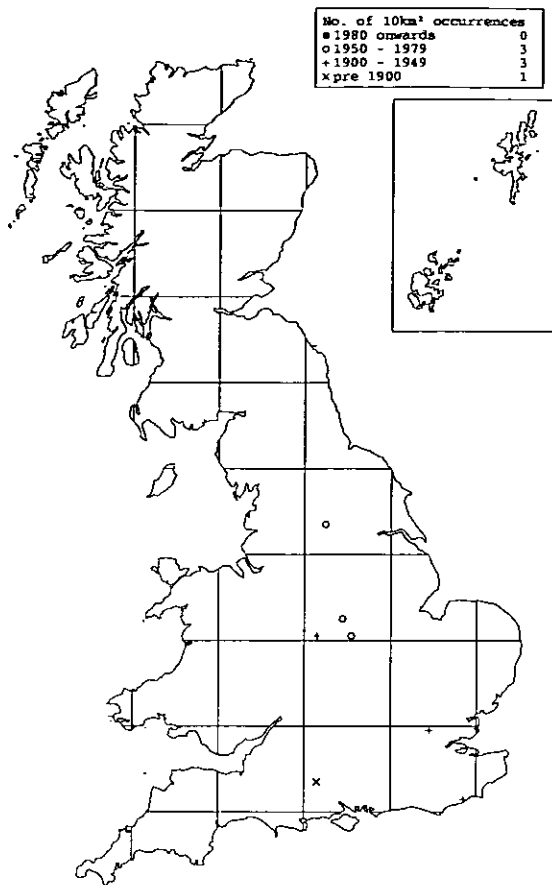 No. of 10km² occurrences
● 1980 onwards 0
o 1950 - 1979 3
+ 1900 - 1949 3
x pre 1900 1